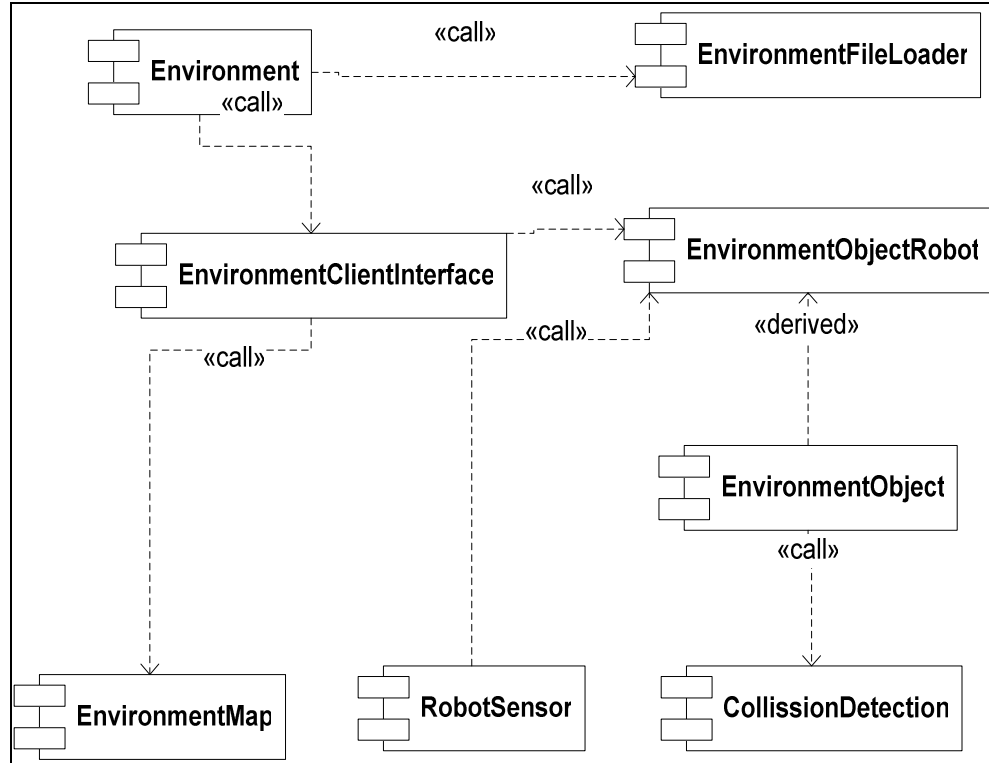 «call»
EnvironmentFileLoader
Environment
«call»
«call»
EnvironmentObjectRobot
EnvironmentClientInterface
«call»
«derived»
«call»
EnvironmentObject
«call»
EnvironmentMap
RobotSensor
CollissionDetection